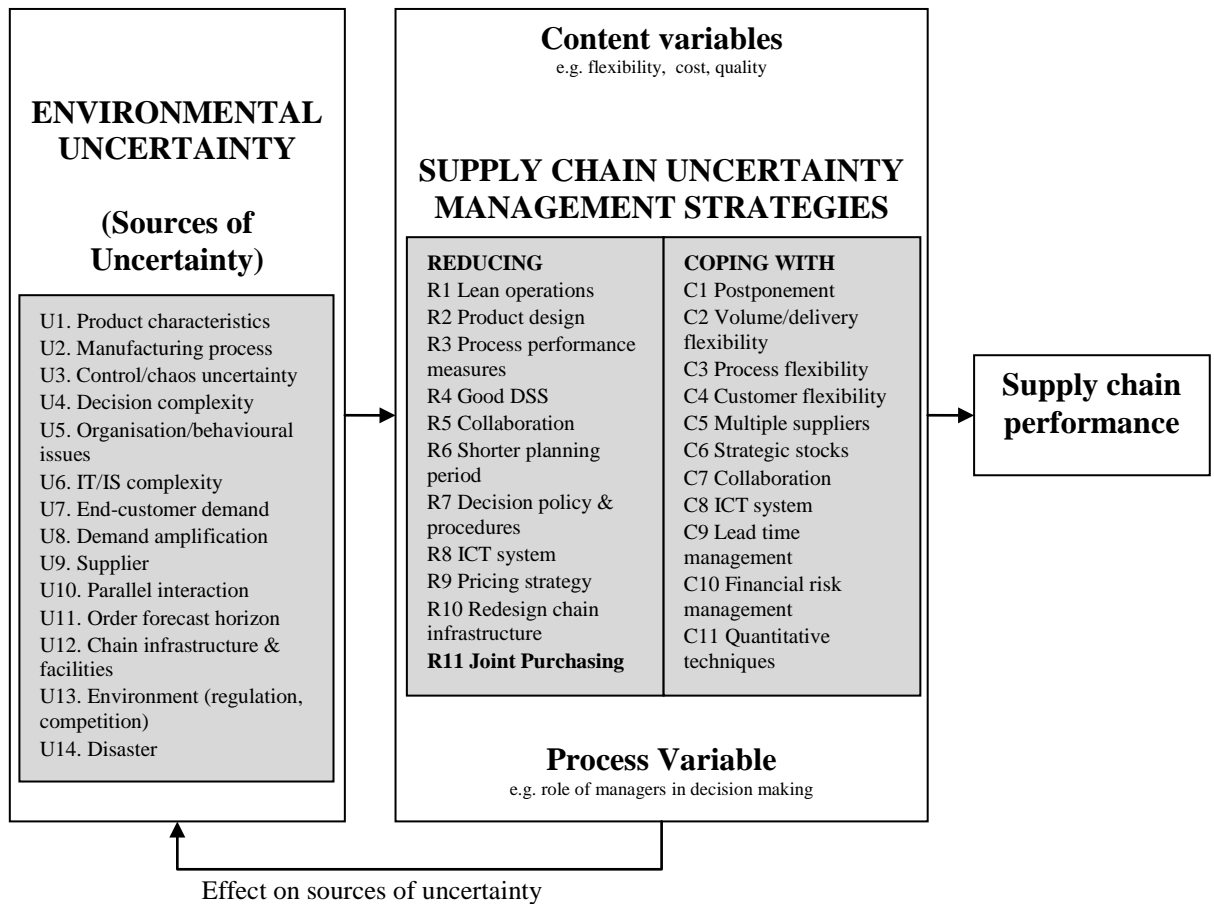 ENVIRONMENTAL
UNCERTAINTY
(Sources of
Uncertainty)
U1. Product characteristics
U2. Manufacturing process
U3. Control/chaos uncertainty
U4. Decision complexity
U5. Organisation/behavioural
issues
U6. IT/IS complexity
U7. End-customer demand
U8. Demand amplification
U9. Supplier
U10. Parallel interaction
U11. Order forecast horizon
U12. Chain infrastructure &
facilities
U13. Environment (regulation,
competition)
U14. Disaster
Content variables
e.g. flexibility, cost, quality
SUPPLY CHAIN UNCERTAINTY
MANAGEMENT STRATEGIES
REDUCING
R1 Lean operations
R2 Product design
R3 Process performance
measures
R4 Good DSS
R5 Collaboration
R6 Shorter planning
period
R7 Decision policy &
procedures
R8 ICT system
R9 Pricing strategy
R10 Redesign chain
infrastructure
R11 Joint Purchasing
COPING WITH
C1 Postponement
C2 Volume/delivery
flexibility
C3 Process flexibility
C4 Customer flexibility
C5 Multiple suppliers
C6 Strategic stocks
C7 Collaboration
C8 ICT system
C9 Lead time
management
C10 Financial risk
management
C11 Quantitative
techniques
Process Variable
e.g. role of managers in decision making
Supply chain
performance
Effect on sources of uncertainty